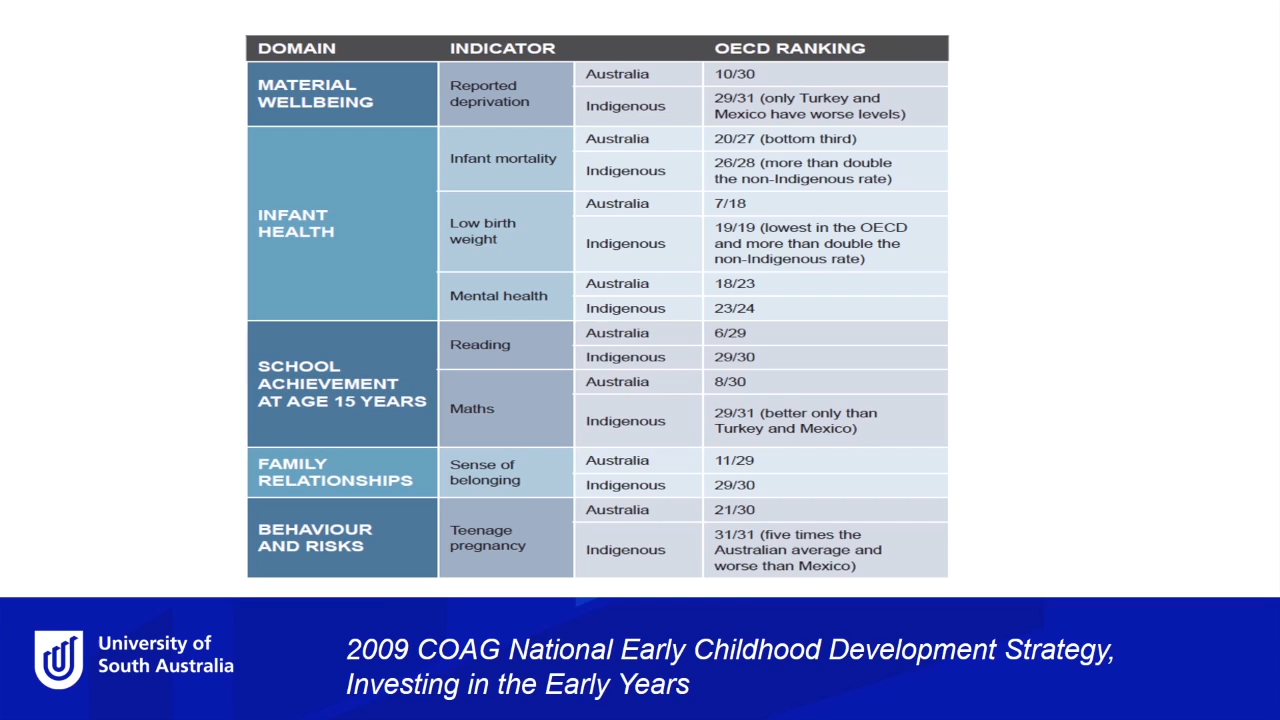 DOMAIN INDICATOR OECD RANKING
MATERIAL
WELLBEING
Reported
deprivation
Australia 10/30
Indigenous 29/31 (only Turkey and
Mexico have worse levels)
INFANT
HEALTH
Infant mortality
Australia 20/27 (bottom third)
Indigenous 26/28 (more than double
the non-Indigenous rate)
Low birth
weight
Australia 7/18
Indigenous 19/19 (lowest in the OECD
and more than double the
non-Indigenous rate)
Mental health
Australia 18/23
Indigenous 23/24
SCHOOL
ACHIEVEMENT
AT AGE 15 YEARS
Reading
Australia 6/29
Indigenous 29/30
Maths
Australia 8/30
Indigenous 29/31 (better only than
Turkey and Mexico)
FAMILY
RELATIONSHIPS
Sense of
belonging
Australia 11/29
Indigenous 29/30
BEHAVIOUR
AND RISKS
Teenage
pregnancy
Australia 21/30
Indigenous 31/31 (five times the
Australian average and
worse than Mexico)
University of
South Australia
2009 COAG National Early Childhood Development Strategy,
Investing in the Early Years